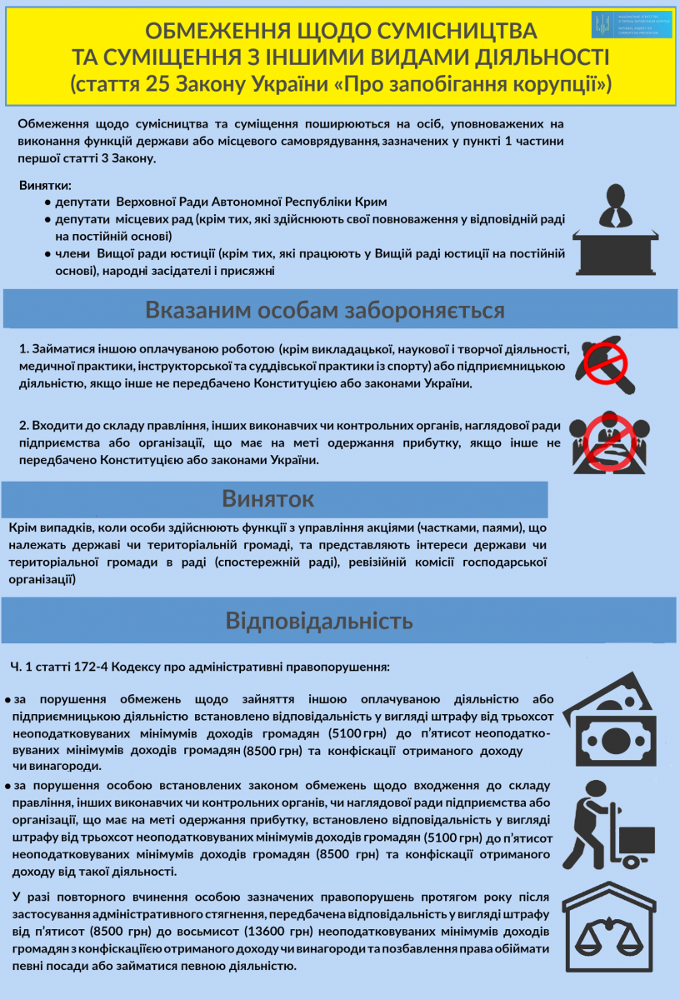 НАЦІОНАЛЬНЕ АГЕНТСТВО
З ПИТАНЬ ЗАПОБІГАННЯ КОРУПЦІЇ
NATIONAL AGENCY ON
CORRUPTION PREVENTION
ОБМЕЖЕННЯ ЩОДО СУМІСНИЦТВА
ТА СУМІЩЕННЯ З ІНШИМИ ВИДАМИ ДІЯЛЬНОСТІ
(стаття 25 Закону України «Про запобігання корупції»)
Обмеження щодо сумісництва та суміщення поширюються на осіб, уповноважених на
виконання функцій держави або місцевого самоврядування, зазначених у пункті 1 частини
першої статті 3 Закону.
Винятки:
● депутати Верховної Ради Автономної Республіки Крим
● депутати місцевих рад (крім тих, які здійснюють свої повноваження у відповідній раді
на постійній основі)
● члени Вищої ради юстиції (крім тих, які працюють у Вищій раді юстиції на постійній
основі), народні засідателі і присяжні
Вказаним особам забороняється
1. Займатися іншою оплачуваною роботою (крім викладацької, наукової і творчої діяльності,
медичної практики, інструкторської та суддівської практики із спорту) або підприємницькою
діяльністю, якщо інше не передбачено Конституцією або законами України.
2. Входити до складу правління, інших виконавчих чи контрольних органів, наглядової ради
підприємства або організації, що має на меті одержання прибутку, якщо інше не
передбачено Конституцією або законами України.
Виняток
Крім випадків, коли особи здійснюють функції з управління акціями (частками, паями), що
належать державі чи територіальній громаді, та представляють інтереси держави чи
територіальної громади в раді (спостережній раді), ревізійній комісії господарської
організації)
Відповідальність
Ч. 1 статті 172-4 Кодексу про адміністративні правопорушення:
● за порушення обмежень щодо зайняття іншою оплачуваною діяльністю або
підприємницькою діяльністю встановлено відповідальність у вигляді штрафу від трьохсот
неоподатковуваних мінімумів доходів громадян (5100 грн) до п’ятисот неоподатко-
вуваних мінімумів доходів громадян (8500 грн) та конфіскації отриманого доходу
чи винагороди.
● за порушення особою встановлених законом обмежень щодо входження до складу
правління, інших виконавчих чи контрольних органів, чи наглядової ради підприємства або
організації, що має на меті одержання прибутку, встановлено відповідальність у вигляді
штрафу від трьохсот неоподатковуваних мінімумів доходів громадян (5100 грн) до п’ятисот
неоподатковуваних мінімумів доходів громадян (8500 грн) та конфіскації отриманого
доходу від такої діяльності.
У разі повторного вчинення особою зазначених правопорушень протягом року після
застосування адміністративного стягнення, передбачена відповідальність у вигляді штрафу
від п’ятисот (8500 грн) до восьмисот (13600 грн) неоподатковуваних мінімумів доходів
громадян з конфіскаціїєю отриманого доходу чи винагороди та позбавлення права обіймати
певні посади або займатися певною діяльністю.